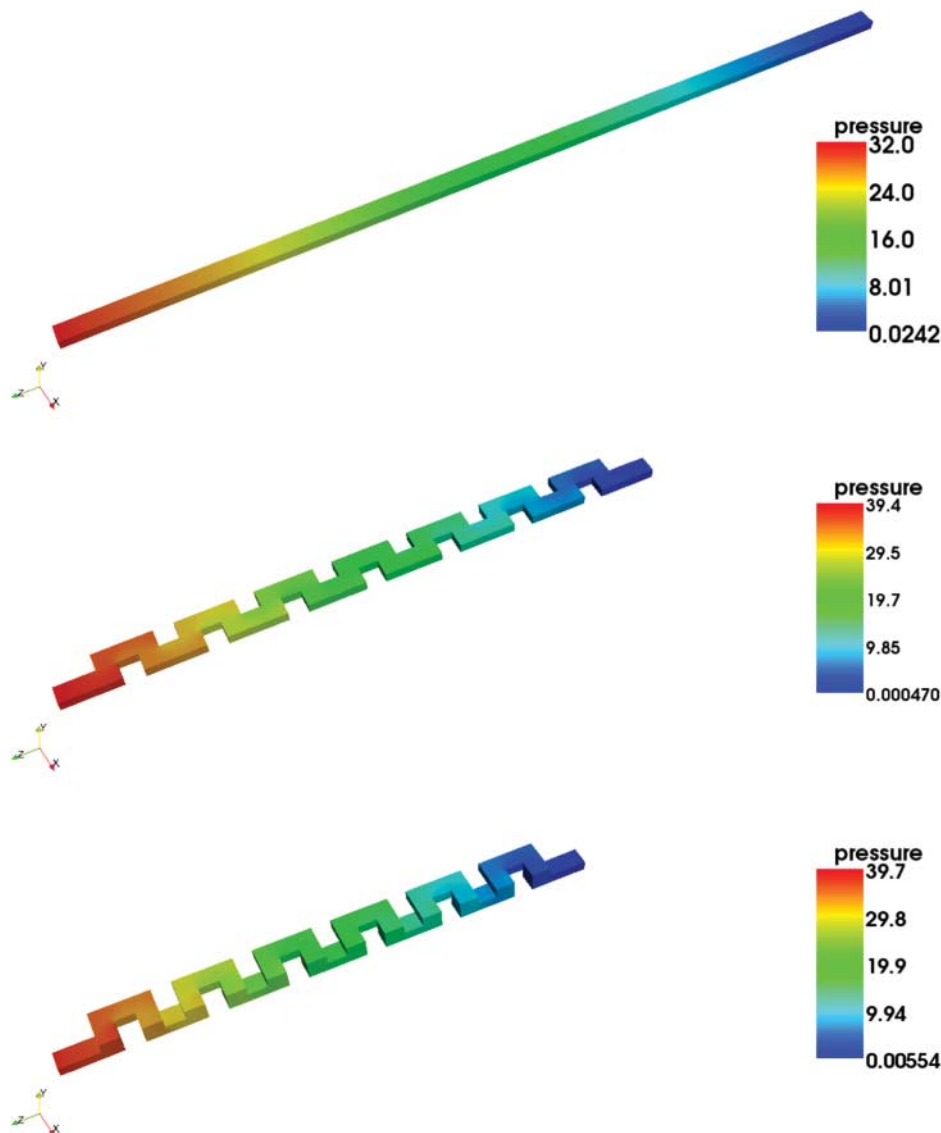 pressure
32.0
24.0
16.0
8.01
0.0242
Y
Z
X
pressure
39.4
29.5
19.7
9.85
0.000470
Y
Z
X
pressure
39.7
29.8
19.9
9.94
0.00554
Y
Z
X